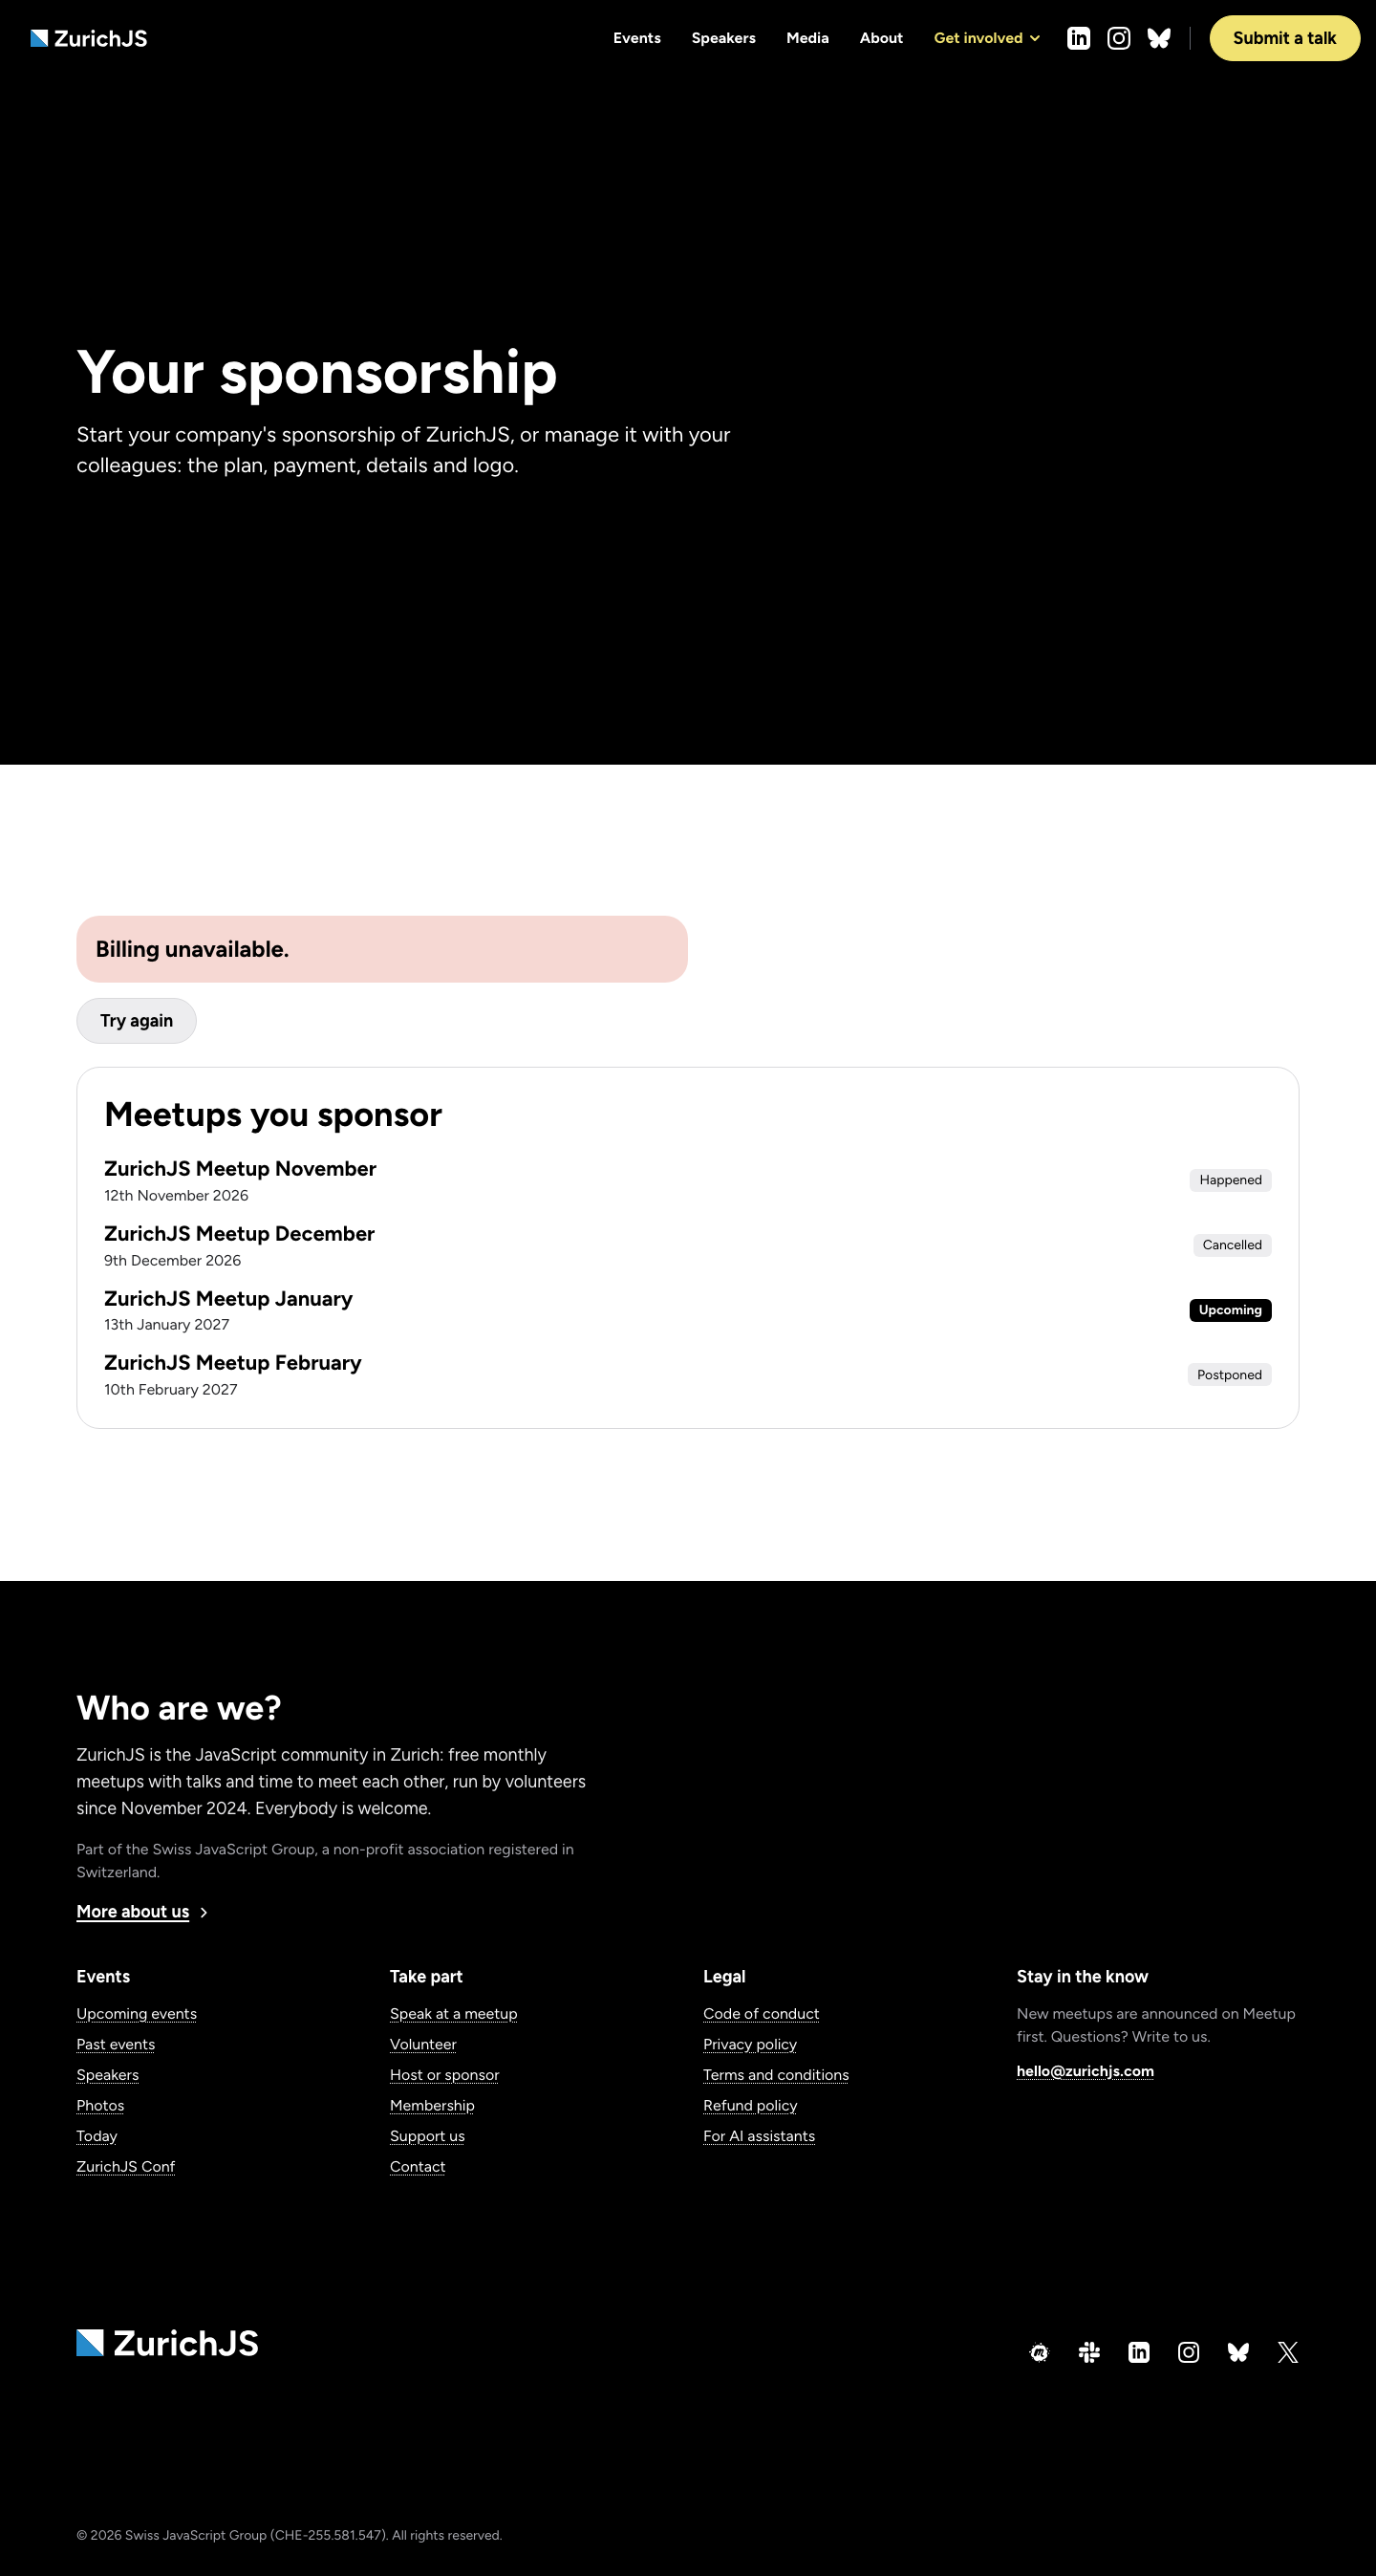 ZurichJS
Events Speakers Media About Get involved Submit a talk
Your sponsorship
Start your company's sponsorship of ZurichJS, or manage it with your
colleagues: the plan, payment, details and logo.
Billing unavailable.
Try again
Meetups you sponsor
ZurichJS Meetup November
12th November 2026
Happened
ZurichJS Meetup December
9th December 2026
Cancelled
ZurichJS Meetup January
13th January 2027
Upcoming
ZurichJS Meetup February
10th February 2027
Postponed
Who are we?
ZurichJS is the JavaScript community in Zurich: free monthly
meetups with talks and time to meet each other, run by volunteers
since November 2024. Everybody is welcome.
Part of the Swiss JavaScript Group, a non-profit association registered in
Switzerland.
More about us
Events
Upcoming events
Past events
Speakers
Photos
Today
ZurichJS Conf
Take part
Speak at a meetup
Volunteer
Host or sponsor
Membership
Support us
Contact
Legal
Code of conduct
Privacy policy
Terms and conditions
Refund policy
For AI assistants
Stay in the know
New meetups are announced on Meetup
first. Questions? Write to us.
hello@zurichjs.com
ZurichJS
© 2026 Swiss JavaScript Group (CHE-255.581.547). All rights reserved.